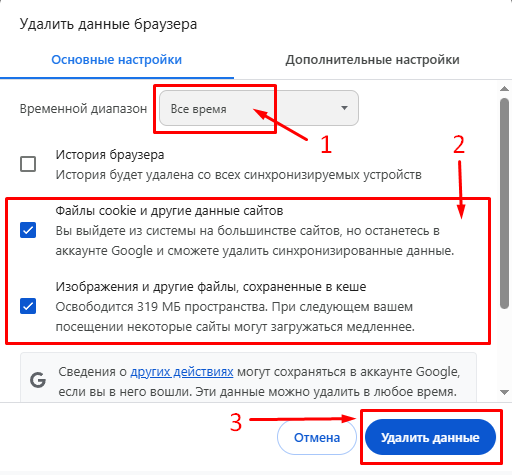 Удалить данные браузера
Основные настройки
Дополнительные настройки
Временной диапазон
Все время
1
2
История браузера
История будет удалена со всех синхронизируемых устройств
Файлы cookie и другие данные сайтов
Вы выйдете из системы на большинстве сайтов, но останетесь в
аккаунте Google и сможете удалить синхронизированные данные.
Изображения и другие файлы, сохраненные в кеше
Освободится 319 МБ пространства. При следующем вашем
посещении некоторые сайты могут загружаться медленнее.
G
Сведения о других действиях могут сохраняться в аккаунте Google,
если вы в него вошли. Эти данные можно удалить в любое время.
3
Отмена
Удалить данные